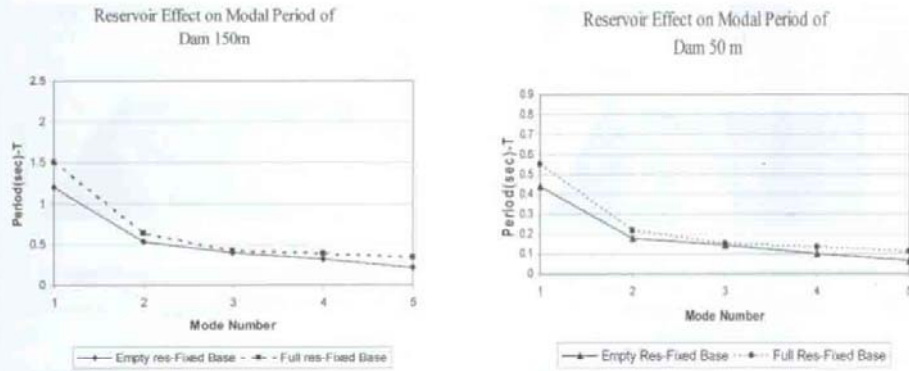 Reservoir Effect on Modal Period of
Dam 150m
Period(sec)-T
2.5
2
1.5
1
0.5
0
1 2 3 4 5
Mode Number
Empty res-Fixed Base Full res-Fixed Base
Reservoir Effect on Modal Period of
Dam 50 m
Period(sec)-T
0.9
0.8
0.7
0.6
0.5
0.4
0.3
0.2
0.1
0
1 2 3 4 5
Mode Number
Empty Res-Fixed Base Full Res-Fixed Base